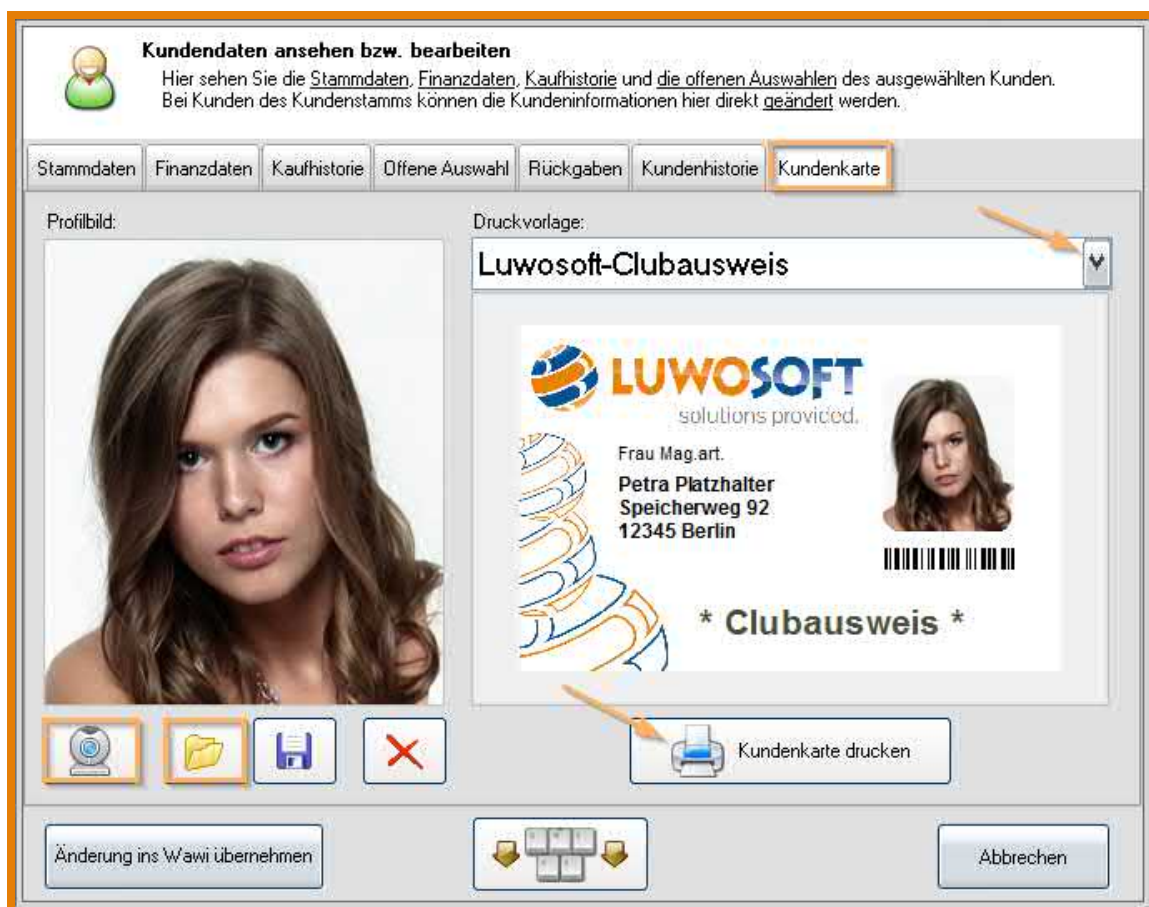 Kundendaten ansehen bzw. bearbeiten
Hier sehen Sie die Stammdaten, Finanzdaten, Kaufhistorie und die offenen Auswahlen des ausgewählten Kunden.
Bei Kunden des Kundenstamms können die Kundeninformationen hier direkt geändert werden.
Stammdaten Finanzdaten Kaufhistorie Offene Auswahl Rückgaben Kundenhistorie Kundenkarte
Profilbild:
Druckvorlage:
Luwosoft-Clubausweis
LUWOSOFT
solutions provided.
Frau Mag.art.
Petra Platzhalter
Speicherweg 92
12345 Berlin
* Clubausweis *
Kundenkarte drucken
Änderung ins Wawi übernehmen
Abbrechen